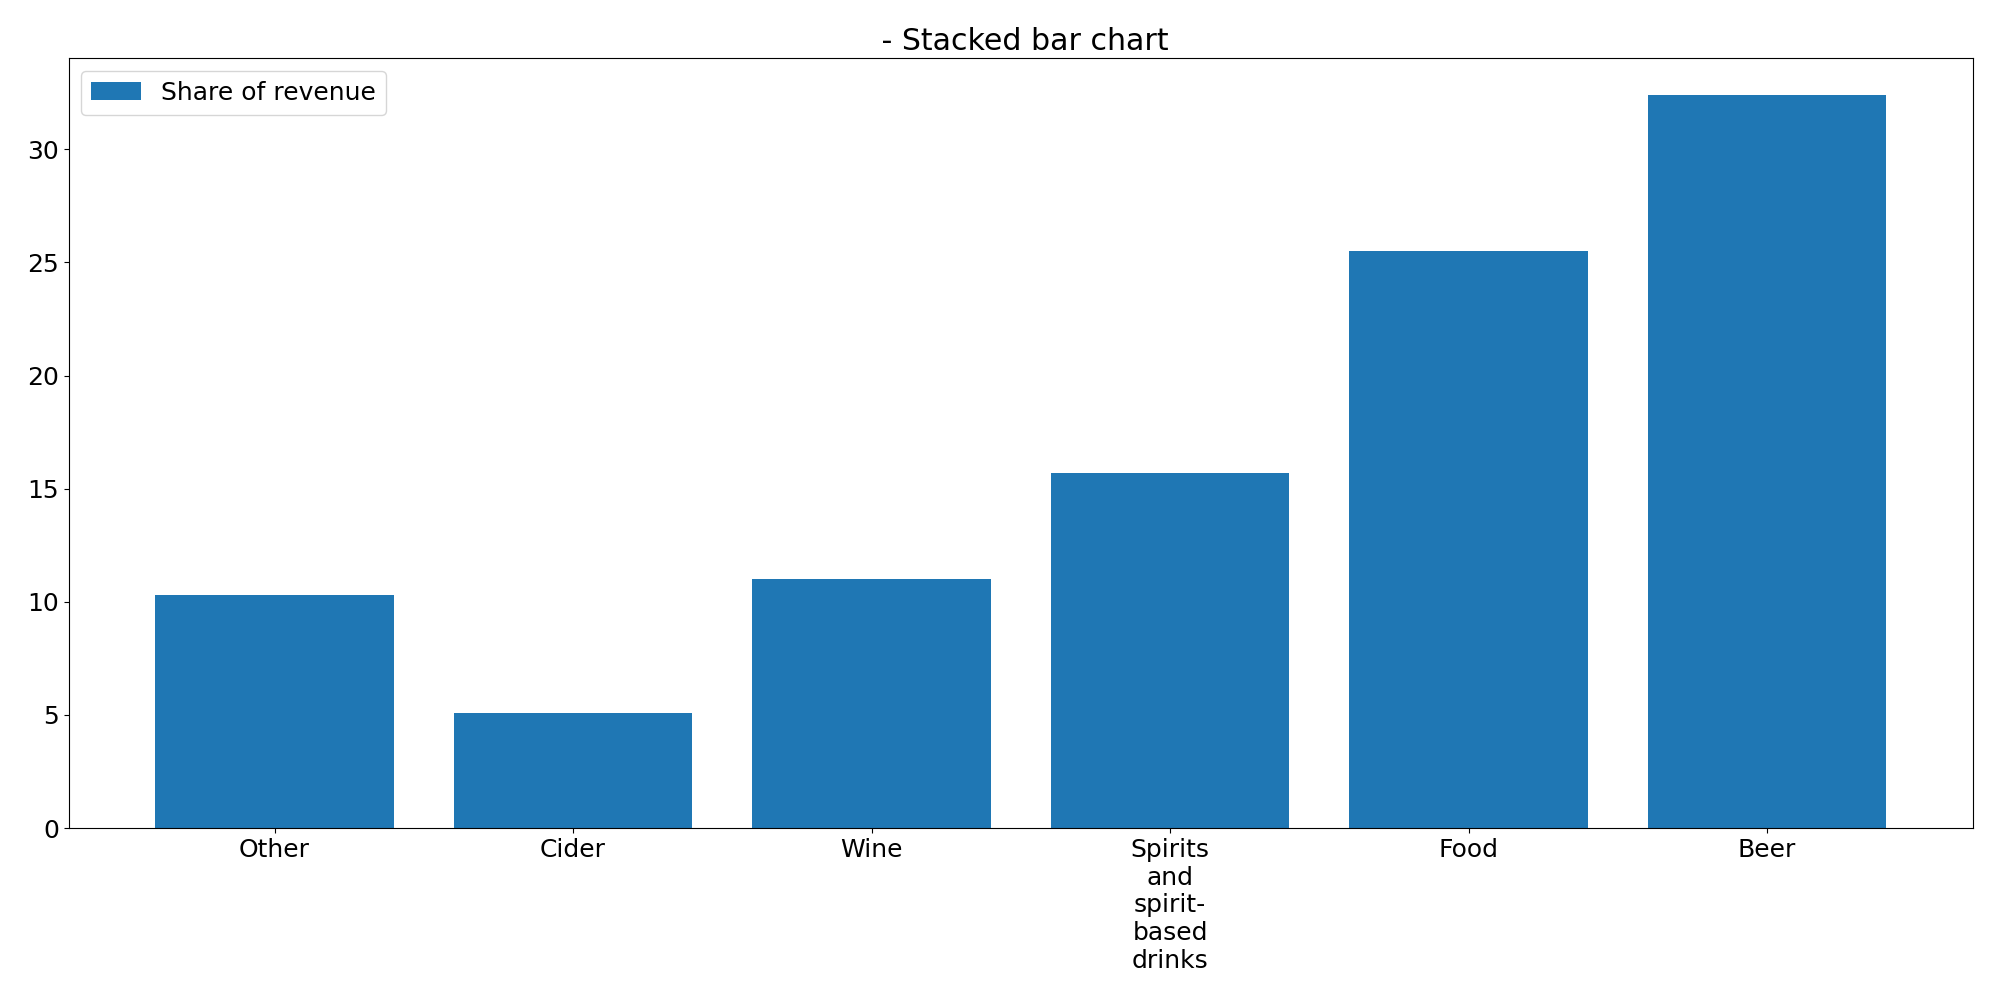 - Stacked bar chart
Share of revenue
30
25
20
15
10
5
0
Other
Cider
Wine
Spirits
and
spirit-
based
drinks
Food
Beer